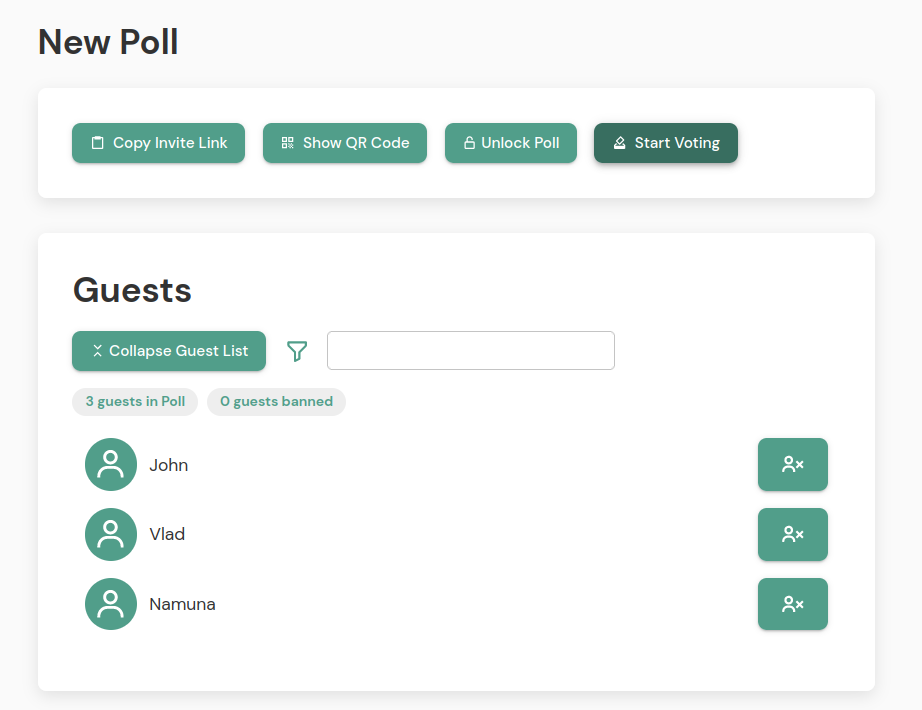 New Poll
Copy Invite Link Show QR Code Unlock Poll Start Voting
Guests
Collapse Guest List
3 guests in Poll 0 guests banned
John
Vlad
Namuna